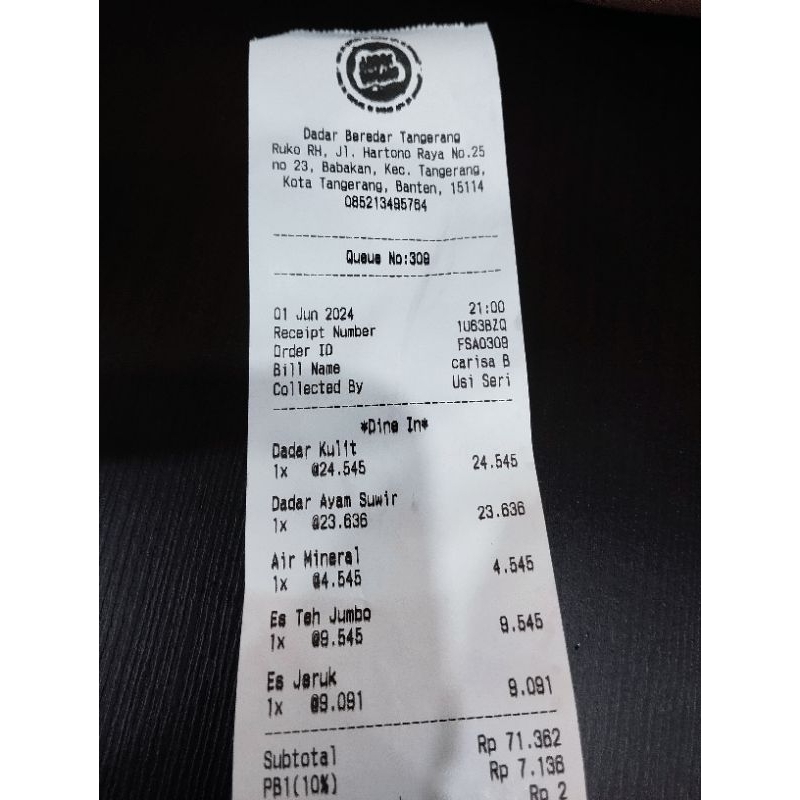 Dadar Beredar Tangerang
Ruko RH, Jl. Hartono Raya No.25
no 23, Babakan, Kec. Tangerang,
Kota Tangerang, Banten, 15114
085213495764
Queue No:309
01 Jun 2024 21:00
Receipt Number 1U63BZQ
Order ID FSA0309
Bill Name carisa B
Collected By Usi Seri
*Dine In*
Dadar Kulit
1x @24.545 24.545
Dadar Ayam Suwir
1x @23.636 23.636
Air Mineral
1x @4.545 4.545
Es Teh Jumbo
1x @9.545 9.545
Es Jeruk
1x @9.091 9.091
Subtotal Rp 71.362
PB1(10%) Rp 7.136
Rp 2